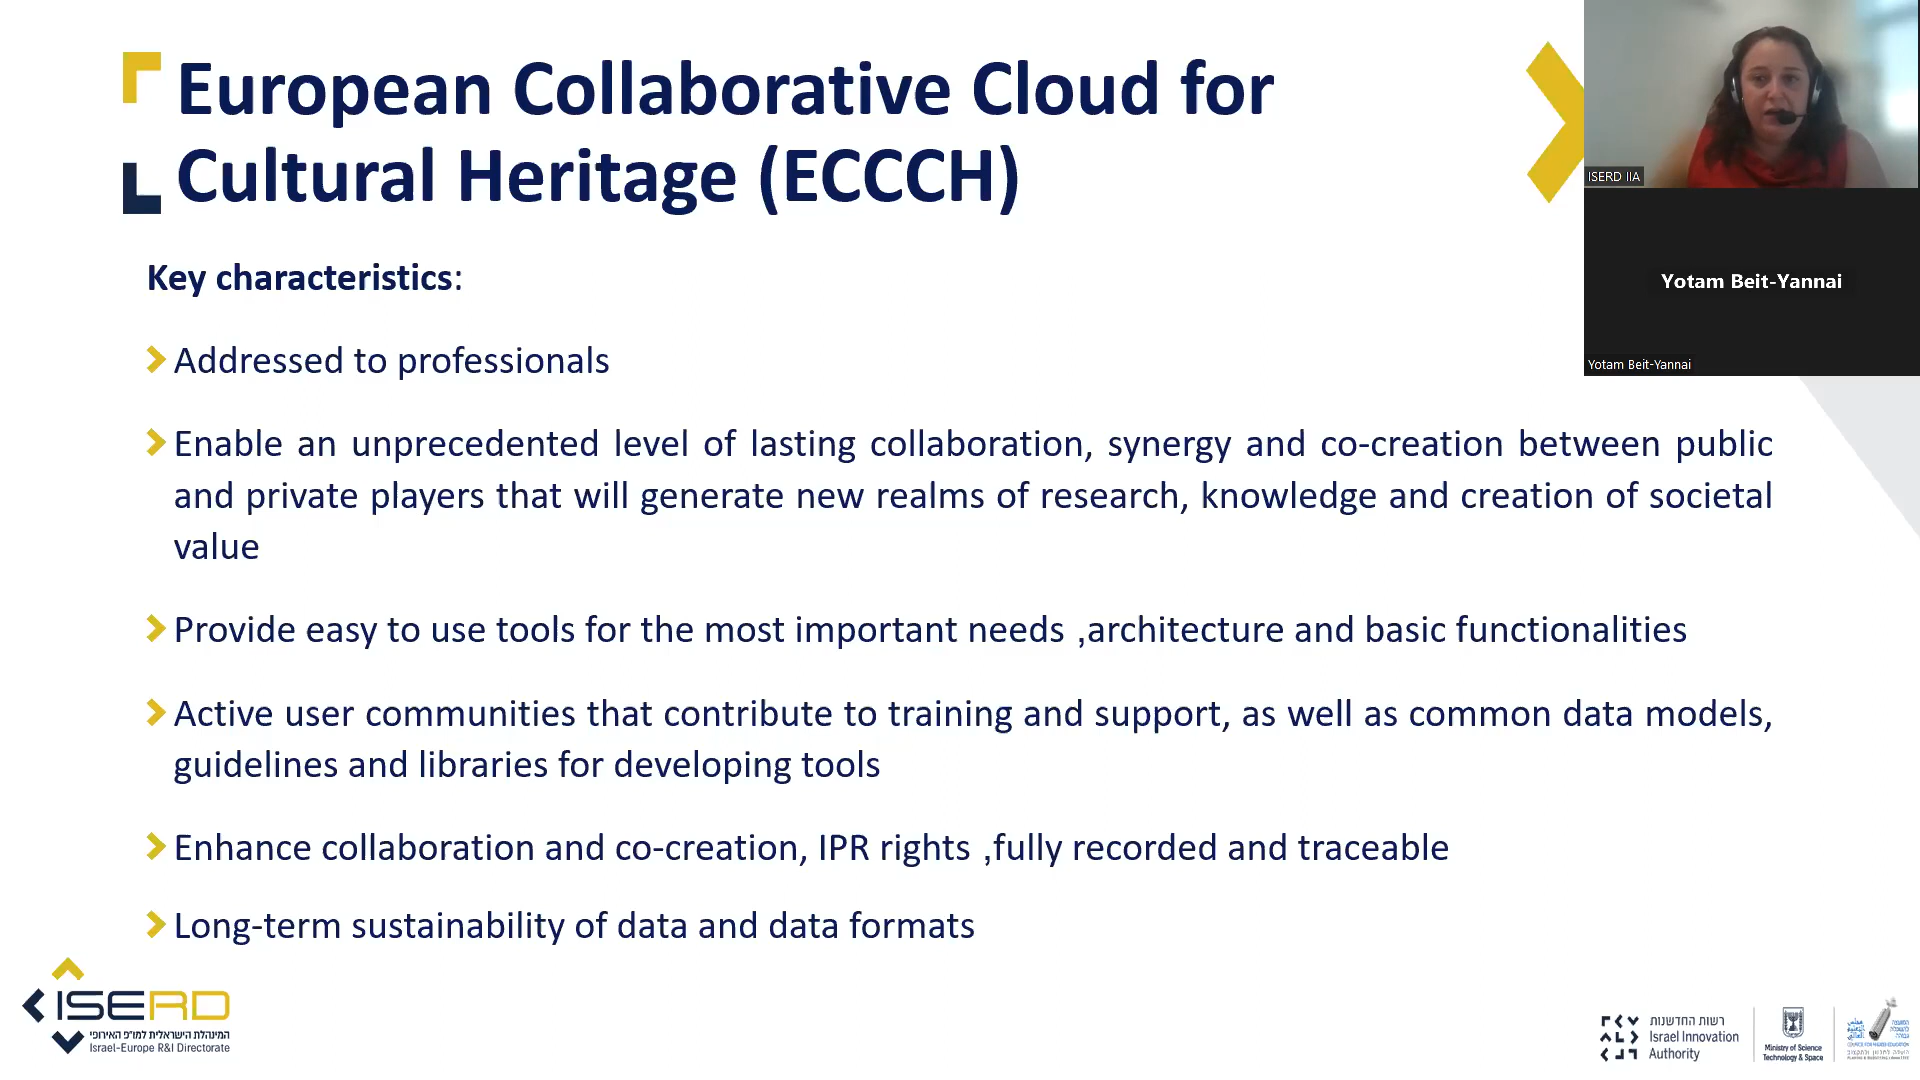 European Collaborative Cloud for
Cultural Heritage (ECCCH)
Key characteristics:
Addressed to professionals
Enable an unprecedented level of lasting collaboration, synergy and co-creation between public
and private players that will generate new realms of research, knowledge and creation of societal
value
Provide easy to use tools for the most important needs ,architecture and basic functionalities
Active user communities that contribute to training and support, as well as common data models,
guidelines and libraries for developing tools
Enhance collaboration and co-creation, IPR rights ,fully recorded and traceable
Long-term sustainability of data and data formats
ISERD IIA
Yotam Beit-Yannai
Yotam Beit-Yannai
ISERD
המינהלת הישראלית למו"פ האירופי
Israel-Europe R&I Directorate
רשות החדשנות
Israel Innovation
Authority
Ministry of Science
Technology & Space